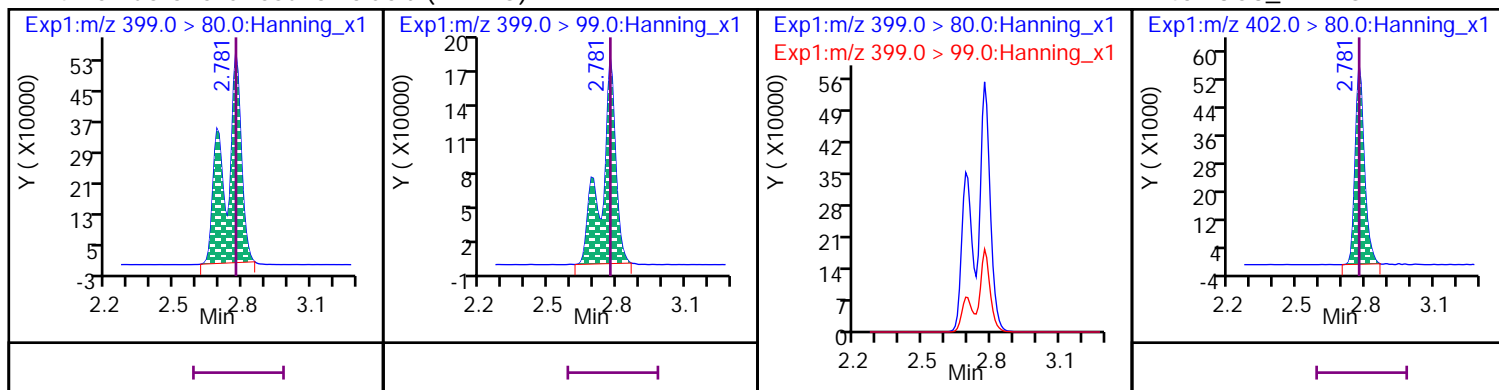 Exp1:m/z 399.0 > 80.0:Hanning_x1
2.781
Y ( X10000)
53
45
37
29
21
13
5
-3
2.2 2.5 2.8 3.1
Min
Exp1:m/z 399.0 > 99.0:Hanning_x1
2.781
Y ( X10000)
20
17
14
11
8
5
2
-1
2.2 2.5 2.8 3.1
Min
Exp1:m/z 399.0 > 80.0:Hanning_x1
Exp1:m/z 399.0 > 99.0:Hanning_x1
Y ( X10000)
56
49
42
35
28
21
14
7
0
2.2 2.5 2.8 3.1
Min
Exp1:m/z 402.0 > 80.0:Hanning_x1
2.781
Y ( X10000)
60
52
44
36
28
20
12
4
-4
2.2 2.5 2.8 3.1
Min